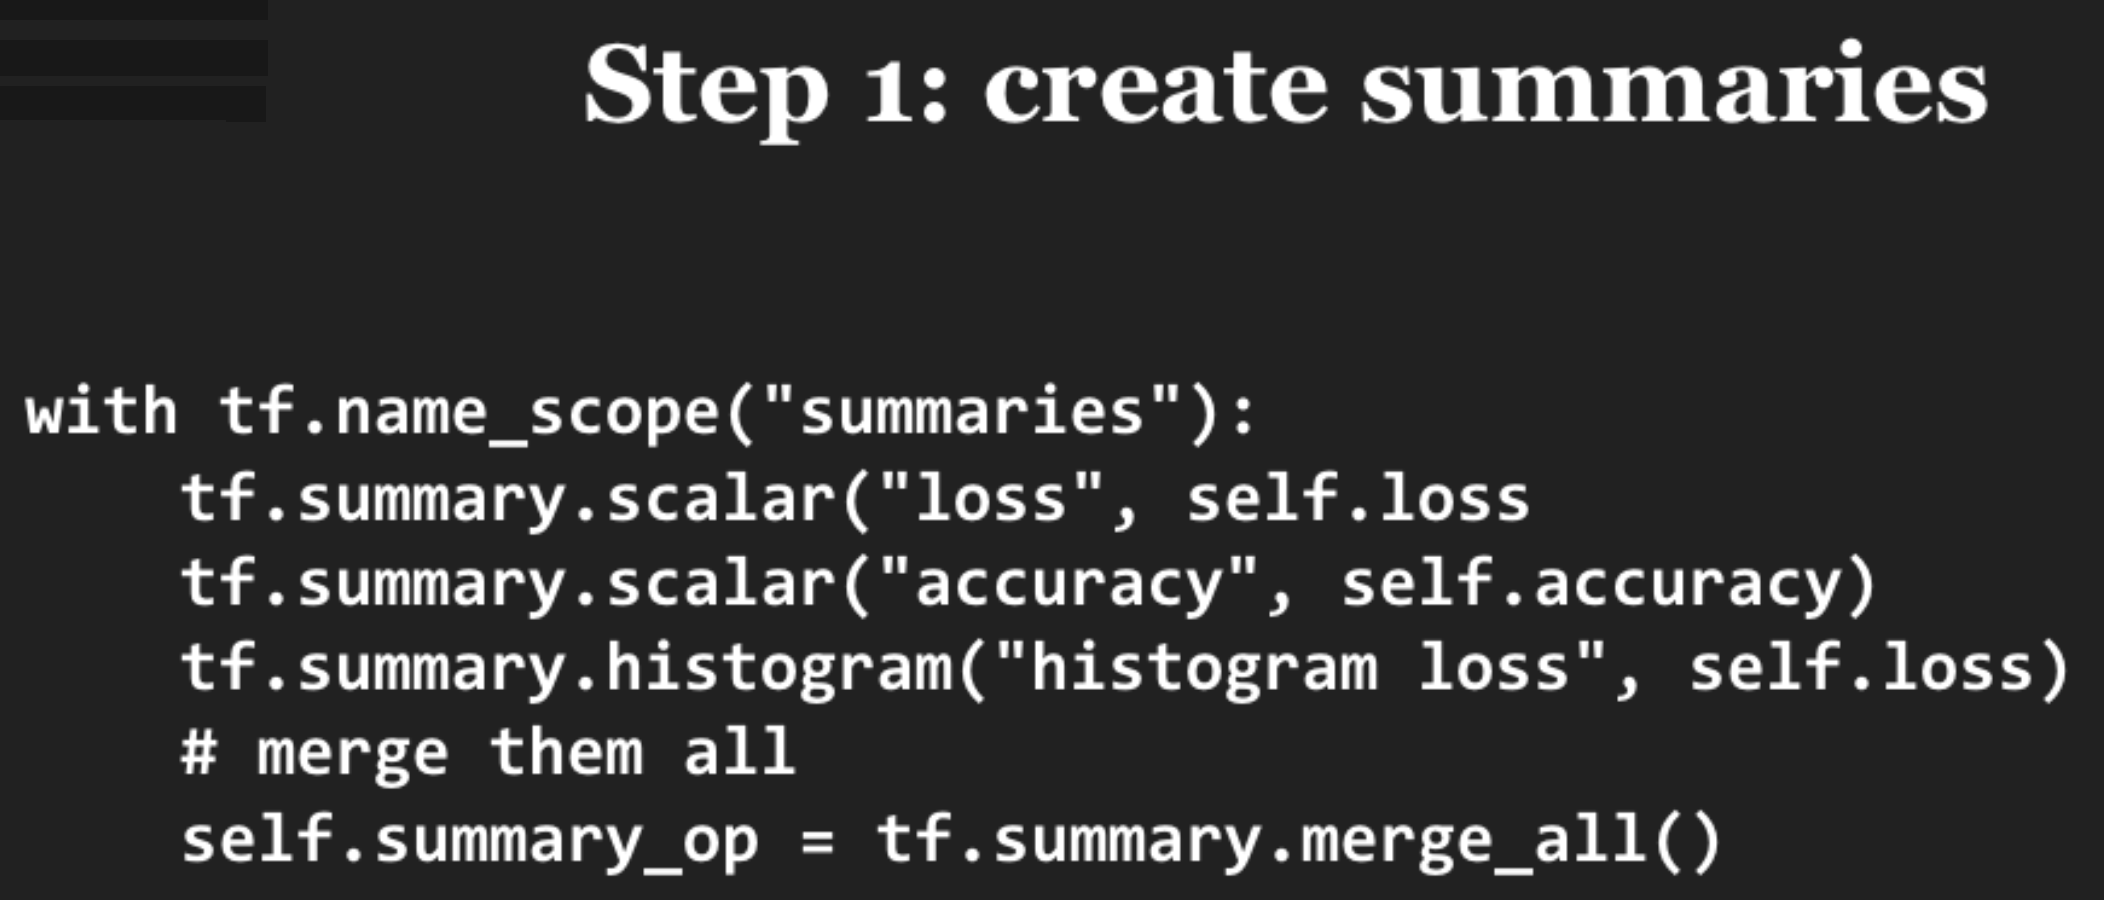 Step 1: create summaries
with tf.name_scope("summaries"):
    tf.summary.scalar("loss", self.loss
    tf.summary.scalar("accuracy", self.accuracy)
    tf.summary.histogram("histogram loss", self.loss)
    # merge them all
    self.summary_op = tf.summary.merge_all()